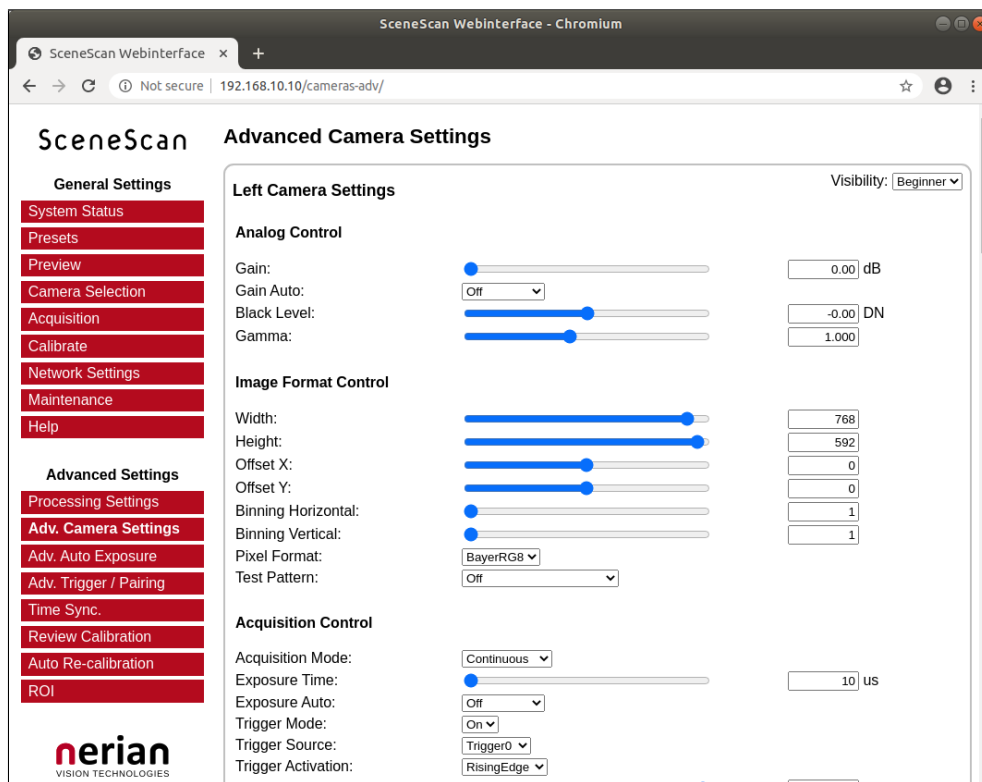 SceneScan Webinterface - Chromium
SceneScan Webinterface × +
Not secure | 192.168.10.10/cameras-adv/
SceneScan
General Settings
System Status
Presets
Preview
Camera Selection
Acquisition
Calibrate
Network Settings
Maintenance
Help
Advanced Settings
Processing Settings
Adv. Camera Settings
Adv. Auto Exposure
Adv. Trigger / Pairing
Time Sync.
Review Calibration
Auto Re-calibration
ROI
nerian
VISION TECHNOLOGIES
Advanced Camera Settings
Left Camera Settings
Visibility: Beginner
Analog Control
Gain: 0.00 dB
Gain Auto: Off
Black Level: -0.00 DN
Gamma: 1.000
Image Format Control
Width: 768
Height: 592
Offset X: 0
Offset Y: 0
Binning Horizontal: 1
Binning Vertical: 1
Pixel Format: BayerRG8
Test Pattern: Off
Acquisition Control
Acquisition Mode: Continuous
Exposure Time: 10 us
Exposure Auto: Off
Trigger Mode: On
Trigger Source: Trigger0
Trigger Activation: RisingEdge